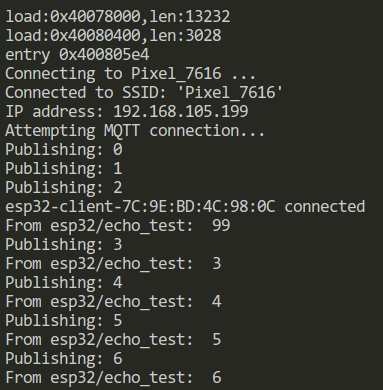 load:0x40078000,len:13232
load:0x40080400,len:3028
entry 0x400805e4
Connecting to Pixel_7616 ...
Connected to SSID: 'Pixel_7616'
IP address: 192.168.105.199
Attempting MQTT connection...
Publishing: 0
Publishing: 1
Publishing: 2
esp32-client-7C:9E:BD:4C:98:0C connected
From esp32/echo_test:  99
Publishing: 3
From esp32/echo_test:  3
Publishing: 4
From esp32/echo_test:  4
Publishing: 5
From esp32/echo_test:  5
Publishing: 6
From esp32/echo_test:  6